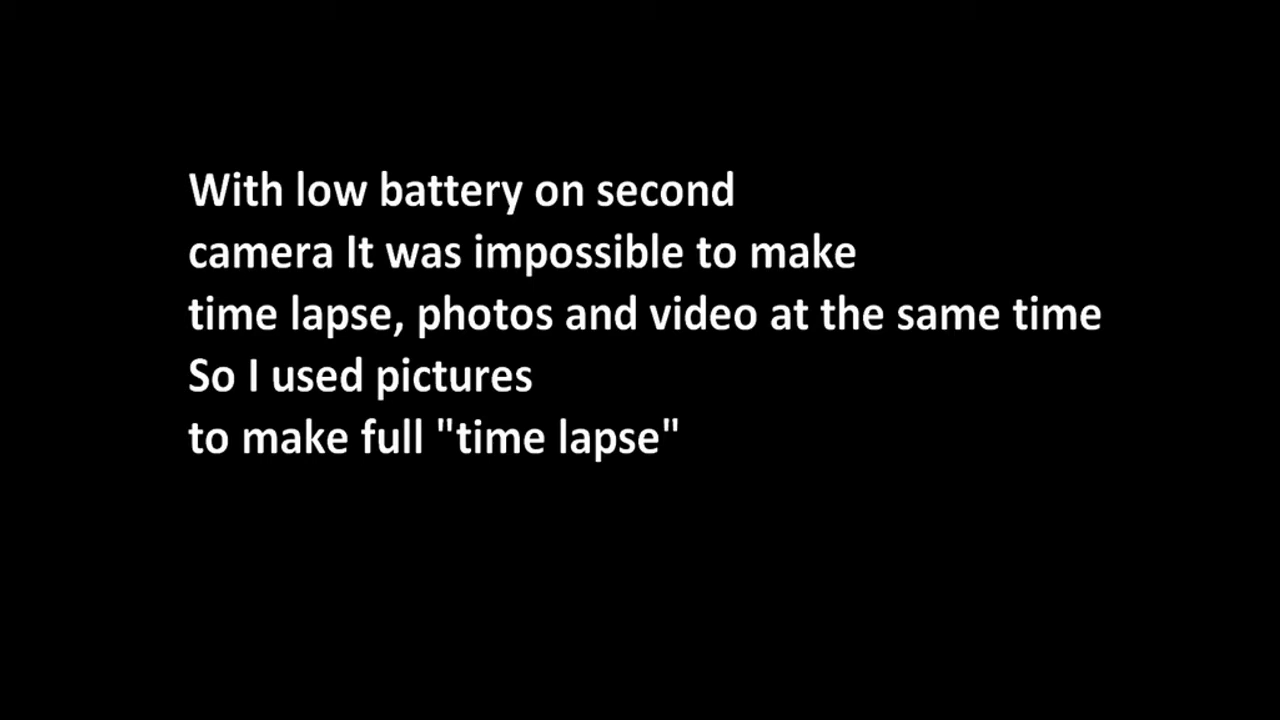 With low battery on second
camera It was impossible to make
time lapse, photos and video at the same time
So I used pictures
to make full "time lapse"